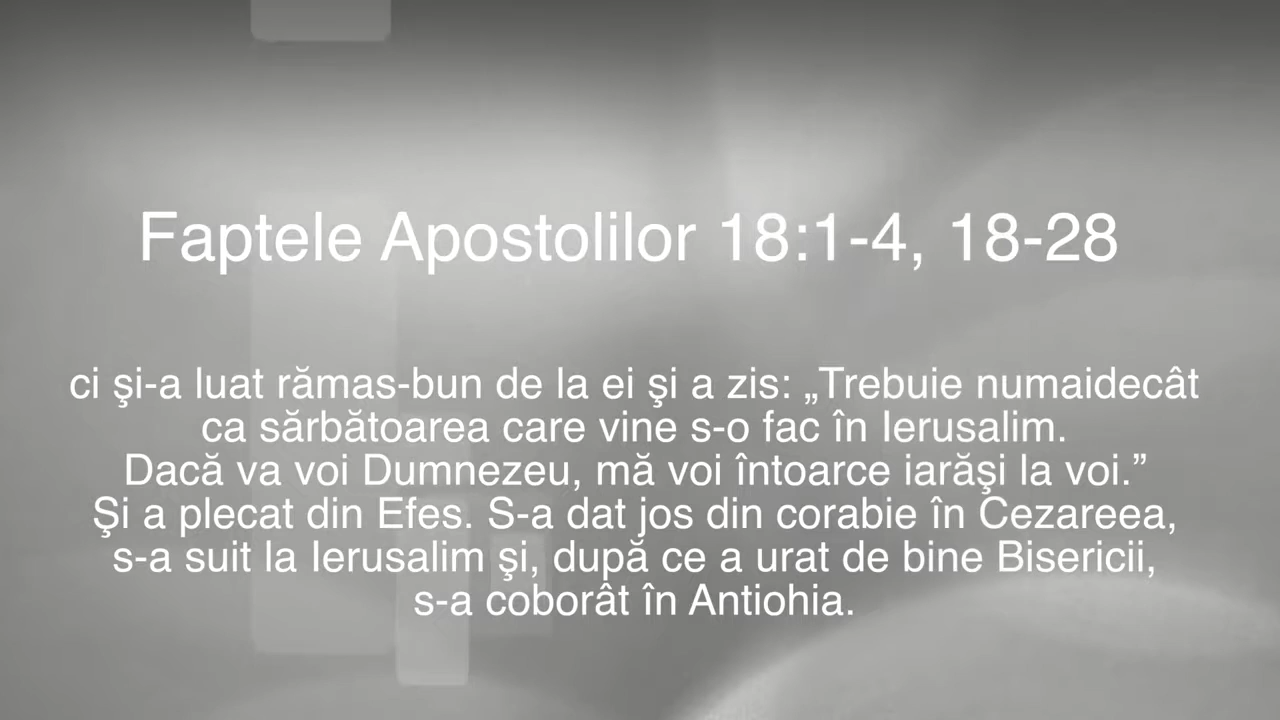 Faptele Apostolilor 18:1-4, 18-28
ci şi-a luat rămas-bun de la ei şi a zis: „Trebuie numaidecât
ca sărbătoarea care vine s-o fac în Ierusalim.
Dacă va voi Dumnezeu, mă voi întoarce iarăşi la voi.”
Şi a plecat din Efes. S-a dat jos din corabie în Cezareea,
s-a suit la Ierusalim şi, după ce a urat de bine Bisericii,
s-a coborât în Antiohia.